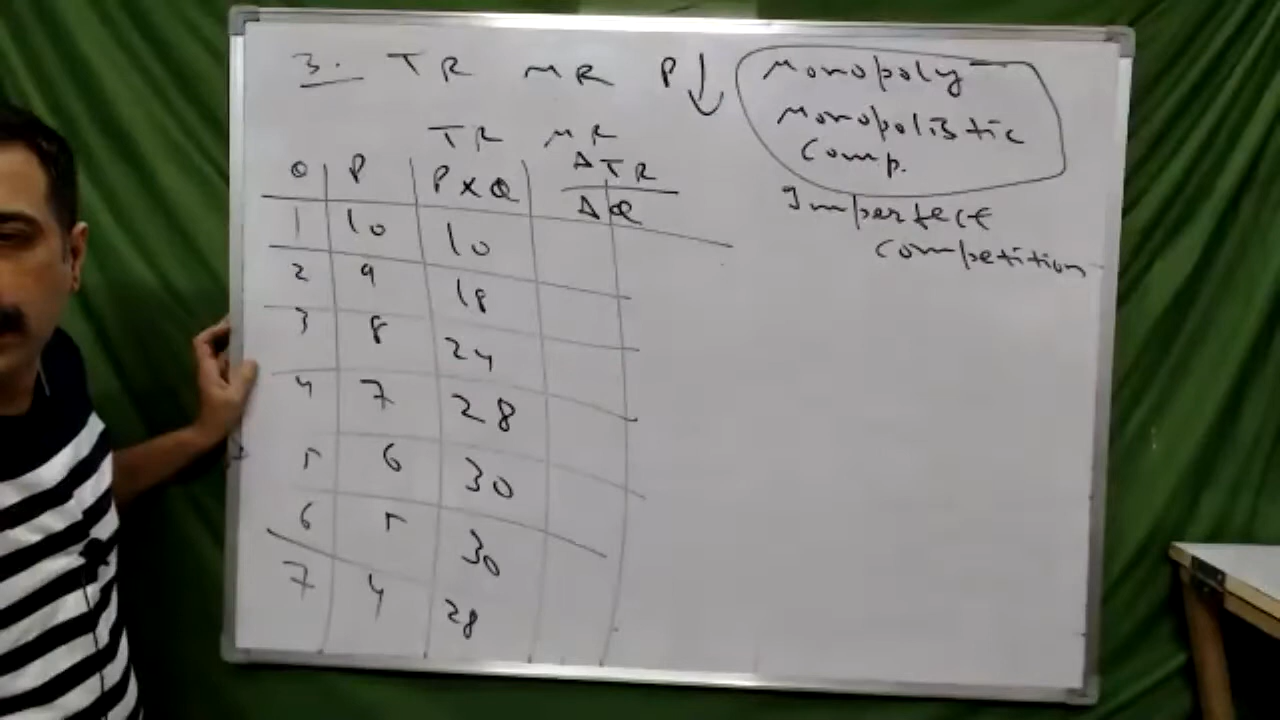 3. TR MR P↓
Monopoly
Monopolistic
Comp.
Imperfect
competition
TR MR
Q P P x Q ΔTR
ΔQ
1 10 10
2 9 18
3 8 24
4 7 28
5 6 30
6 5 30
7 4 28